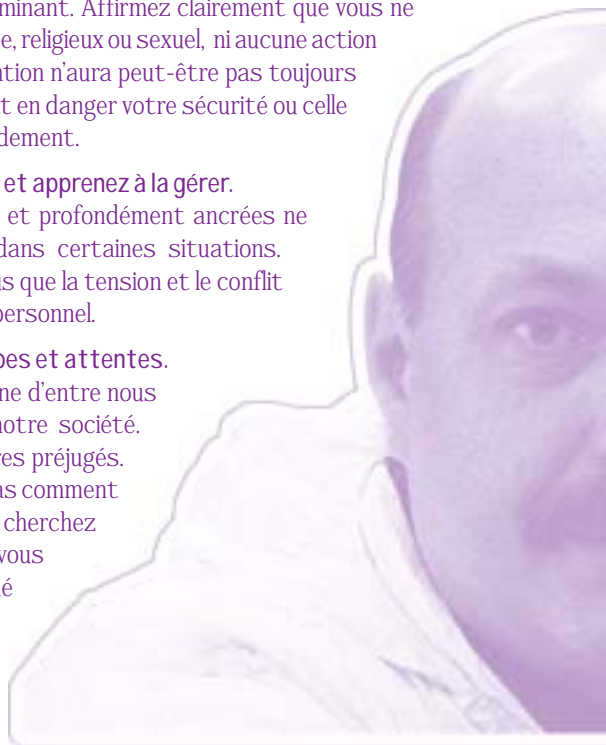 minant. Affirmez clairement que vous ne
e, religieux ou sexuel, ni aucune action
ntion n'aura peut-être pas toujours
t en danger votre sécurité ou celle
dement.
et apprenez à la gérer.
et profondément ancrées ne
dans certaines situations.
us que la tension et le conflit
personnel.
pes et attentes.
ne d'entre nous
notre société.
res préjugés.
as comment
cherchez
vous
é